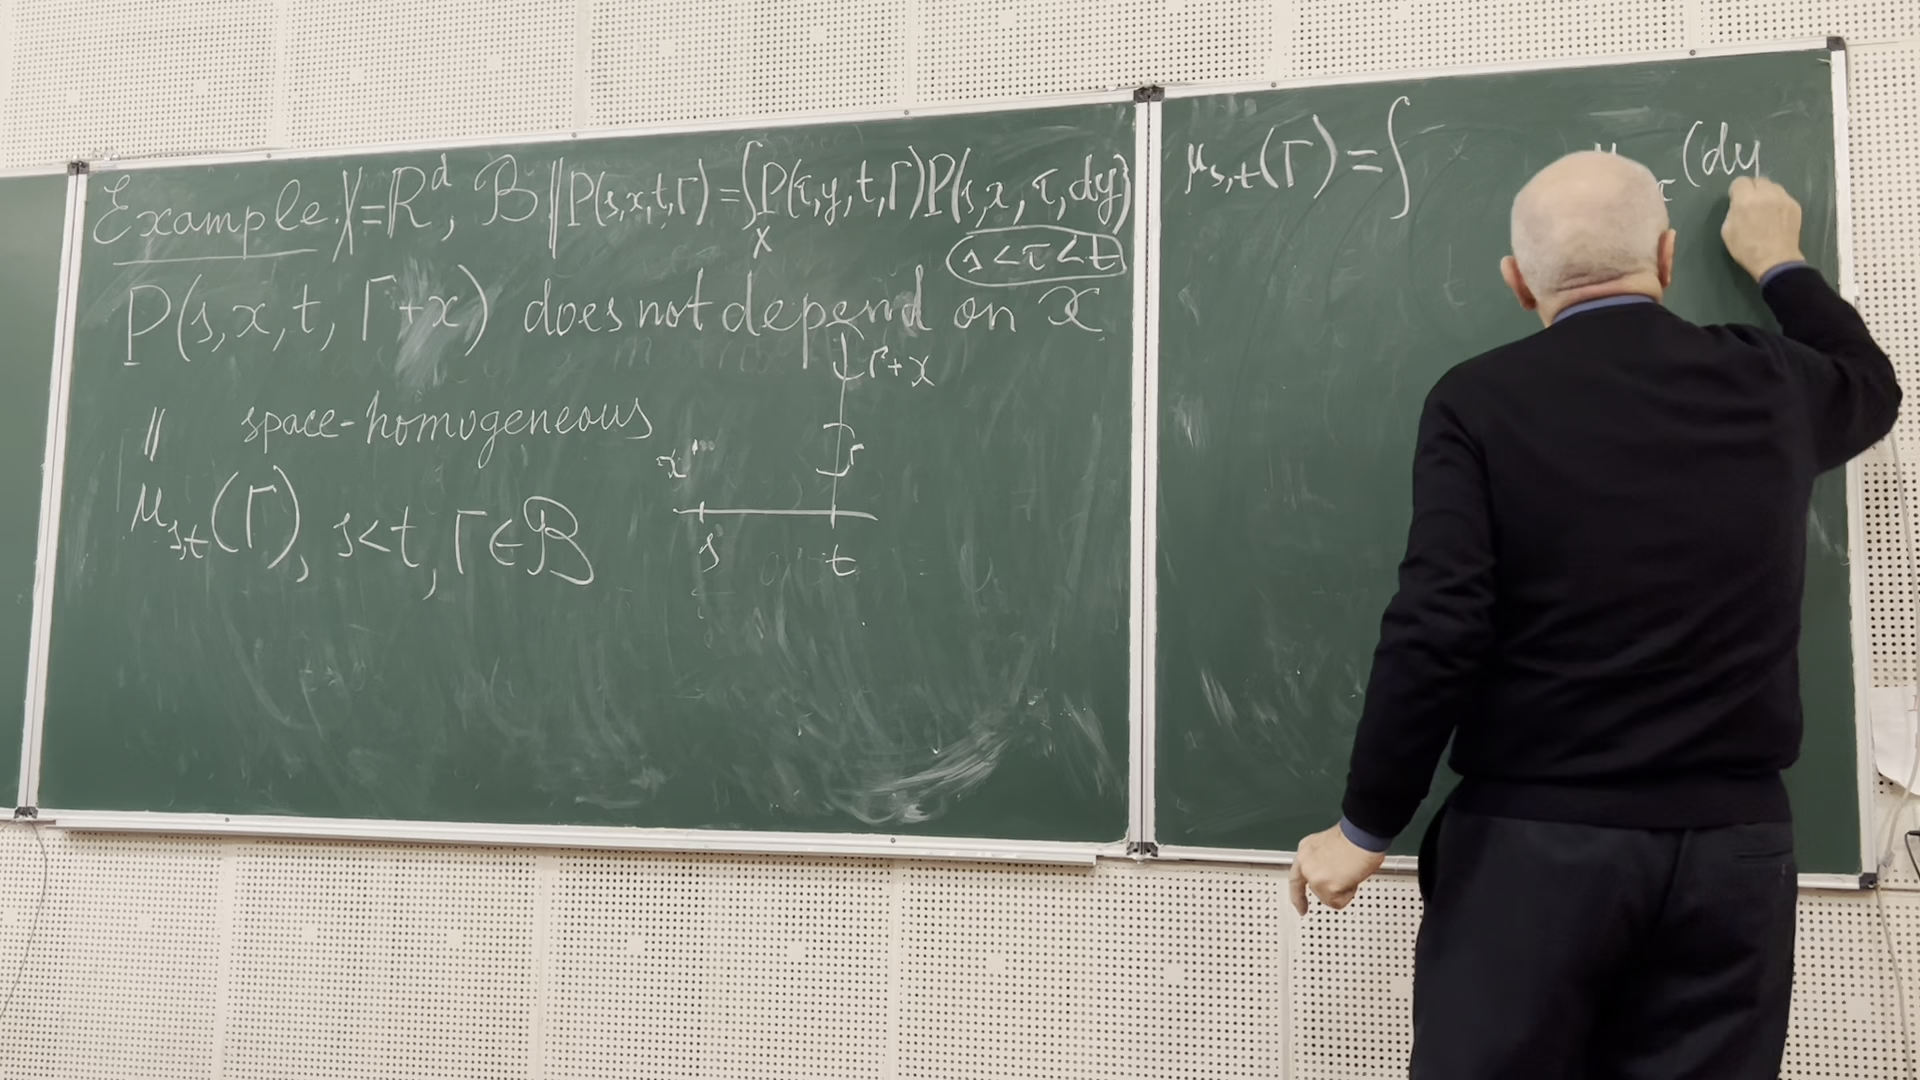 Example. X=R^d, B || P(s,x,t,Γ) = ∫_X P(τ,y,t,Γ)P(s,x,τ,dy)
s<τ<t
P(s,x,t,Γ+x) does not depend on x
Γ+x
|| space-homogeneous
x Γ
μ_{s,t}(Γ), s<t, Γ∈B
s t
μ_{s,t}(Γ) = ∫ (dy